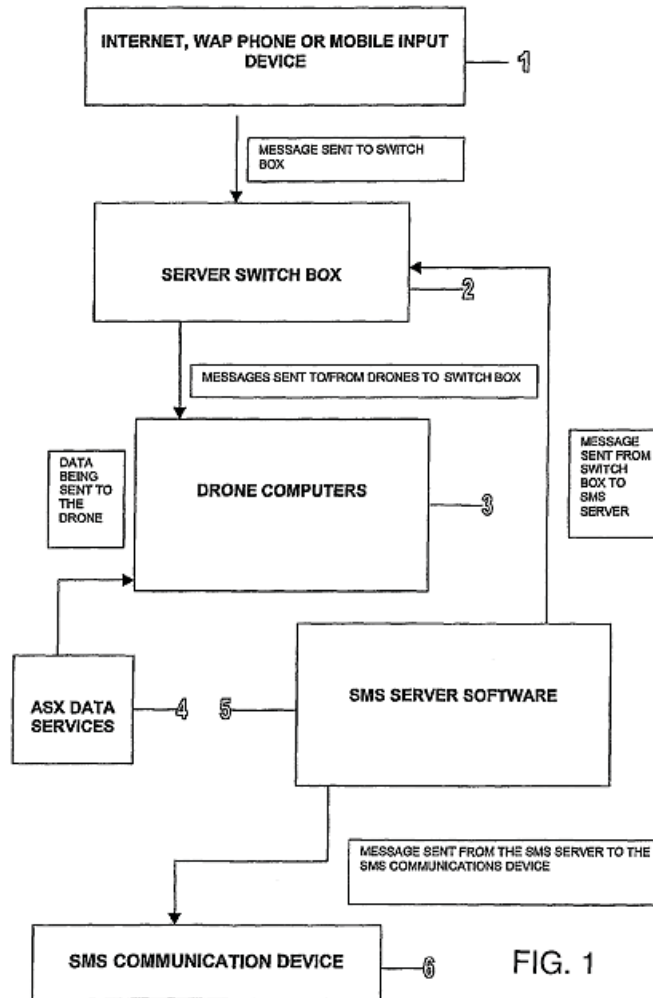 INTERNET, WAP PHONE OR MOBILE INPUT
DEVICE
1
MESSAGE SENT TO SWITCH
BOX
SERVER SWITCH BOX
2
MESSAGES SENT TO/FROM DRONES TO SWITCH BOX
DATA
BEING
SENT TO
THE
DRONE
DRONE COMPUTERS
3
MESSAGE
SENT FROM
SWITCH
BOX TO
SMS
SERVER
ASX DATA
SERVICES
4
5
SMS SERVER SOFTWARE
MESSAGE SENT FROM THE SMS SERVER TO THE
SMS COMMUNICATIONS DEVICE
SMS COMMUNICATION DEVICE
6
FIG. 1